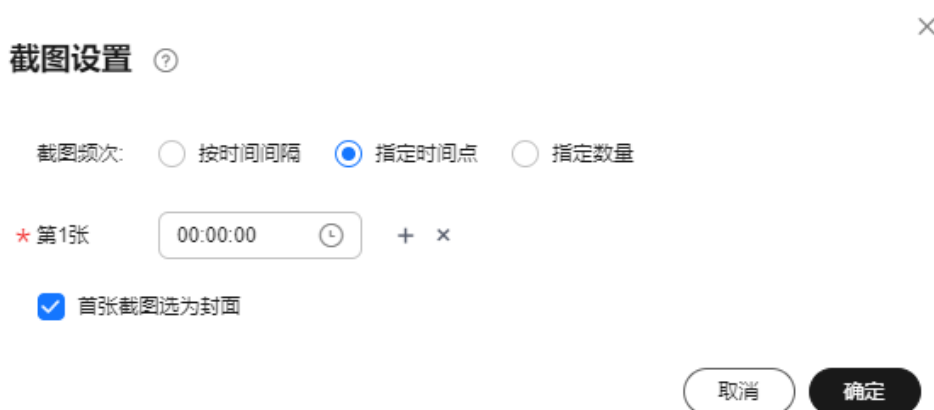 截图设置 ?
截图频次: 按时间间隔 指定时间点 指定数量
* 第1张 00:00:00 + ×
首张截图选为封面
取消 确定